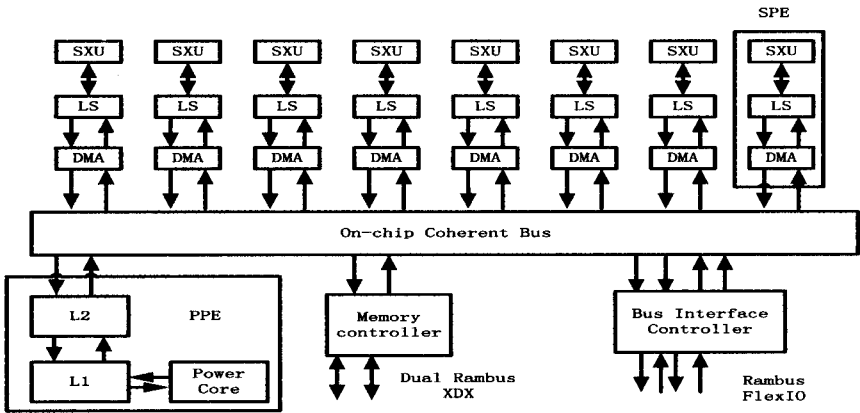 SPE
SXU SXU SXU SXU SXU SXU SXU SXU
LS LS LS LS LS LS LS LS
DMA DMA DMA DMA DMA DMA DMA DMA
On-chip Coherent Bus
L2
PPE
L1
Power
Core
Memory
controller
Dual Rambus
XDX
Bus Interface
Controller
Rambus
FlexIO